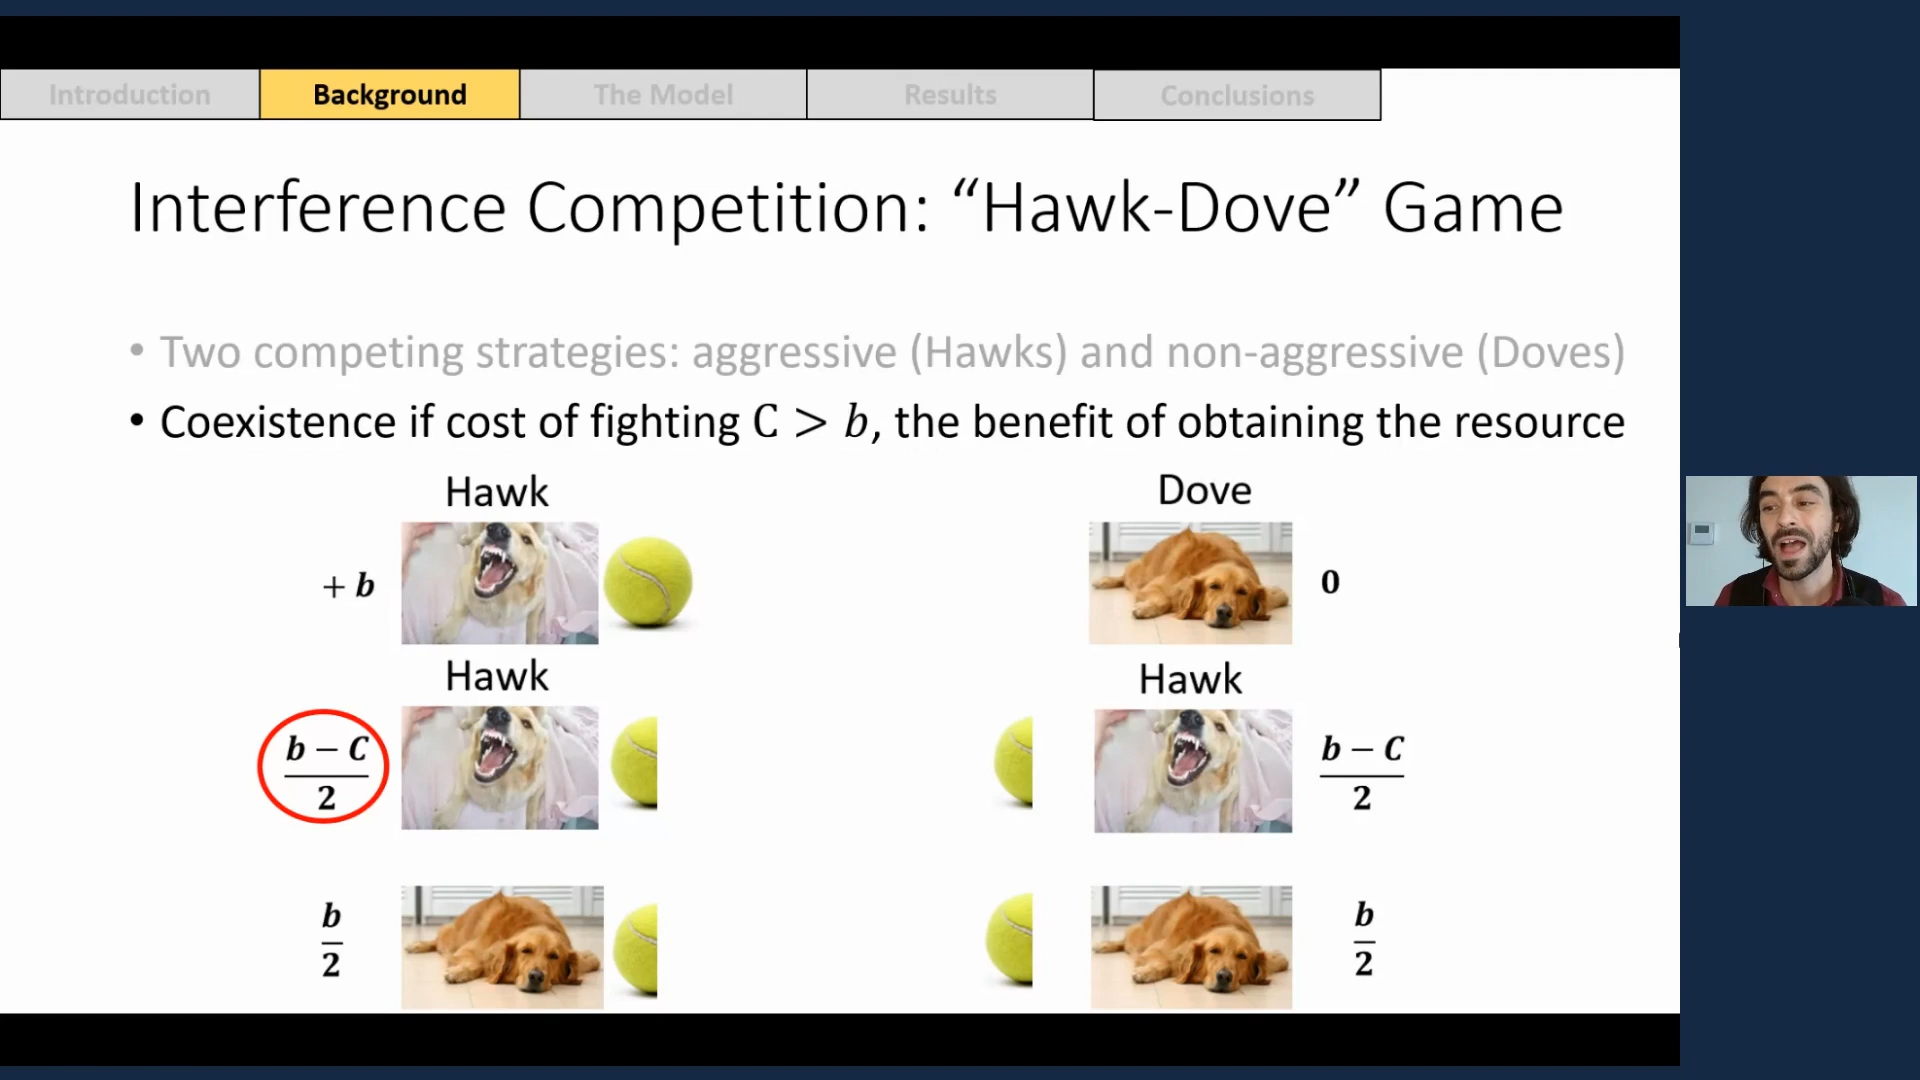 Introduction Background The Model Results Conclusions
Interference Competition: “Hawk-Dove” Game
• Two competing strategies: aggressive (Hawks) and non-aggressive (Doves)
• Coexistence if cost of fighting C > b, the benefit of obtaining the resource
Hawk Dove
+ b 0
Hawk Hawk
b − C b − C
2 2
b b
2 2